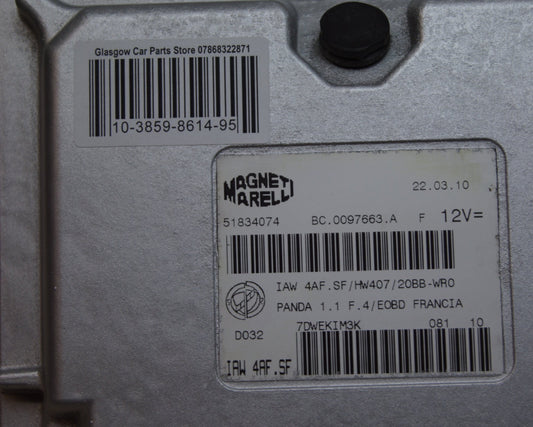 Glasgow Car Parts Store 07868322871
10-3859-8614-95
MAGNETI
MARELLI
22.03.10
51834074 BC.0097663.A F 12V=
IAW 4AF.SF/HW407/20BB-WR0
PANDA 1.1 F.4/EOBD FRANCIA
D032 7DWEKIM3K 081 10
IAW 4AF.SF